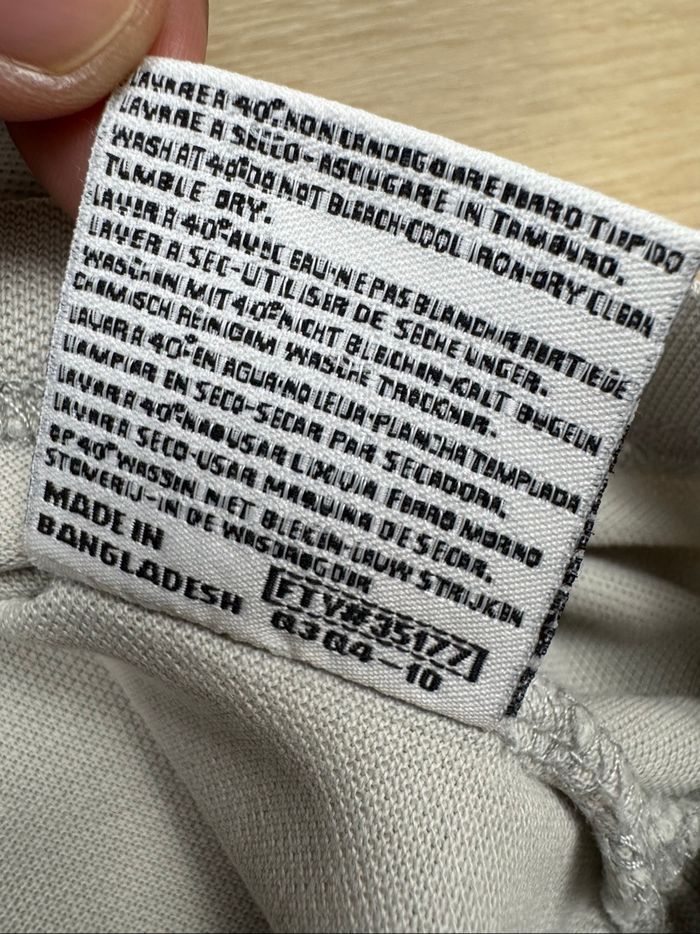 LAVARE A 40° NON CANDEGGIARE FERRO TIEPIDO
LAVARE A SECCO-ASCIUGARE IN TAMBURO.
WASH AT 40° DO NOT BLEACH-COOL IRON-DRY CLEAN
TUMBLE DRY.
LAVER A 40° AVEC EAU-NE PAS BLANCHIR FER TIEDE
LAVER A SEC-UTILISER DE SECHE LINGER.
WASCHEN MIT 40° NICHT BLEICHEN-KALT BUGELN
CHEMISCH REINIGEN WASCHE TROCKNER.
LAVAR A 40° EN AGUA-NO LEJIA-PLANCHA TEMPLADA
LIMPIAR EN SECO-SECAR PAR SECADORA.
LAVAR A 40° NAO USAR LIXIVIA FERRO MORNO
LAVAR A SECO-USAR MAQUINA DE SECAR.
OP 40° WASSEN NIET BLEKEN-LAUW STRIJKEN
STOMERIJ-IN DE WASDROGER
MADE IN
BANGLADESH
FTY#35177
Q3Q4-10